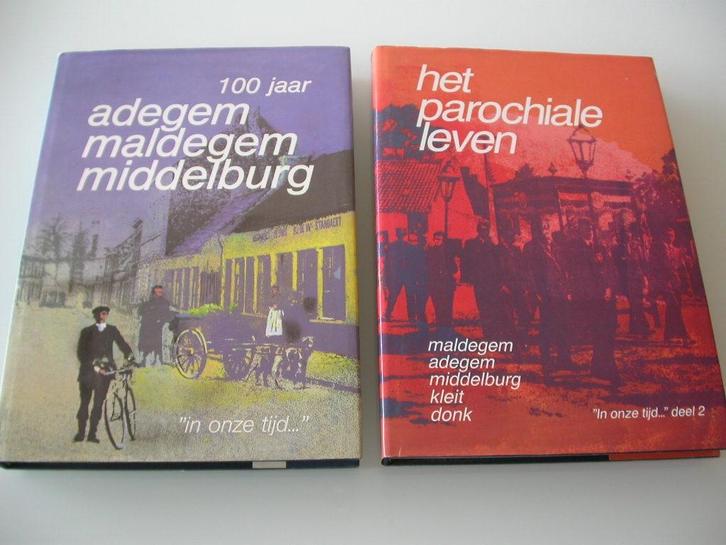 100 jaar
adegem
maldegem
middelburg
"in onze tijd..."
het
parochiale
leven
maldegem
adegem
middelburg
kleit
donk
"In onze tijd..." deel 2